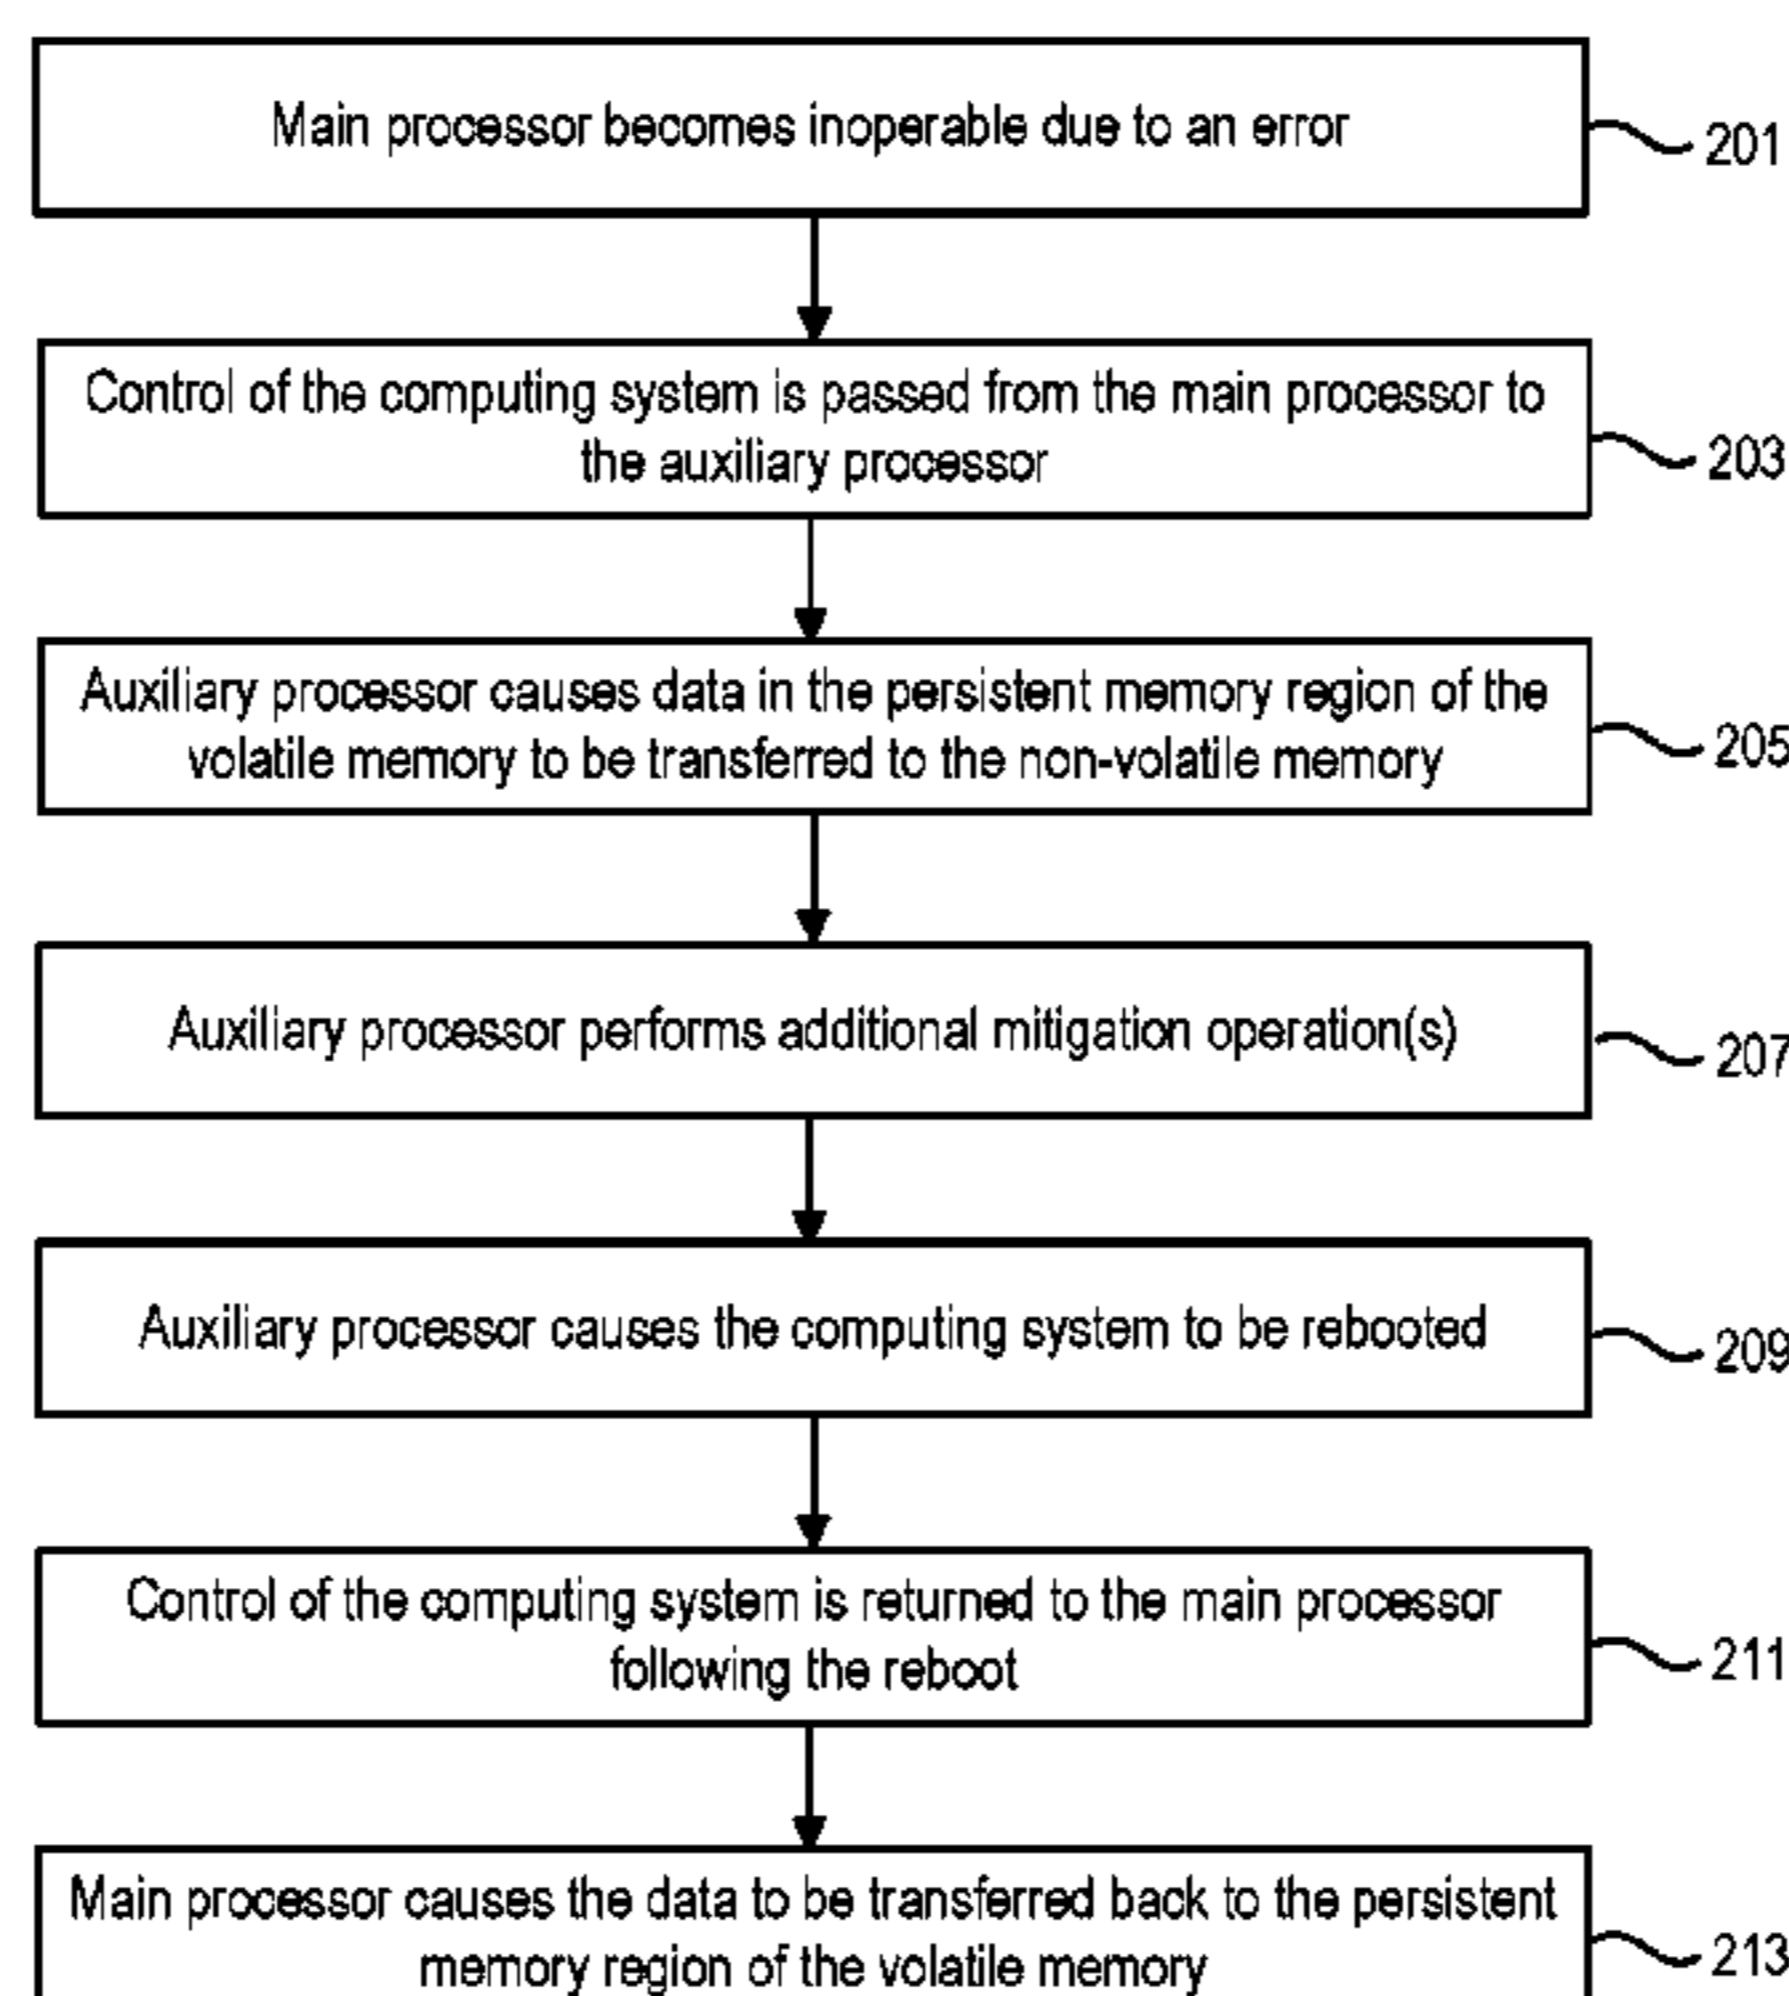 Main processor becomes inoperable due to an error
201
Control of the computing system is passed from the main processor to
the auxiliary processor
203
Auxiliary processor causes data in the persistent memory region of the
volatile memory to be transferred to the non-volatile memory
205
Auxiliary processor performs additional mitigation operation(s)
207
Auxiliary processor causes the computing system to be rebooted
209
Control of the computing system is returned to the main processor
following the reboot
211
Main processor causes the data to be transferred back to the persistent
memory region of the volatile memory
213